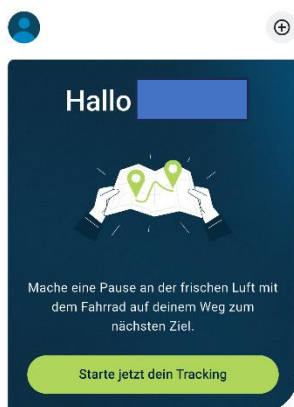 Hallo
Mache eine Pause an der frischen Luft mit
dem Fahrrad auf deinem Weg zum
nächsten Ziel.
Starte jetzt dein Tracking